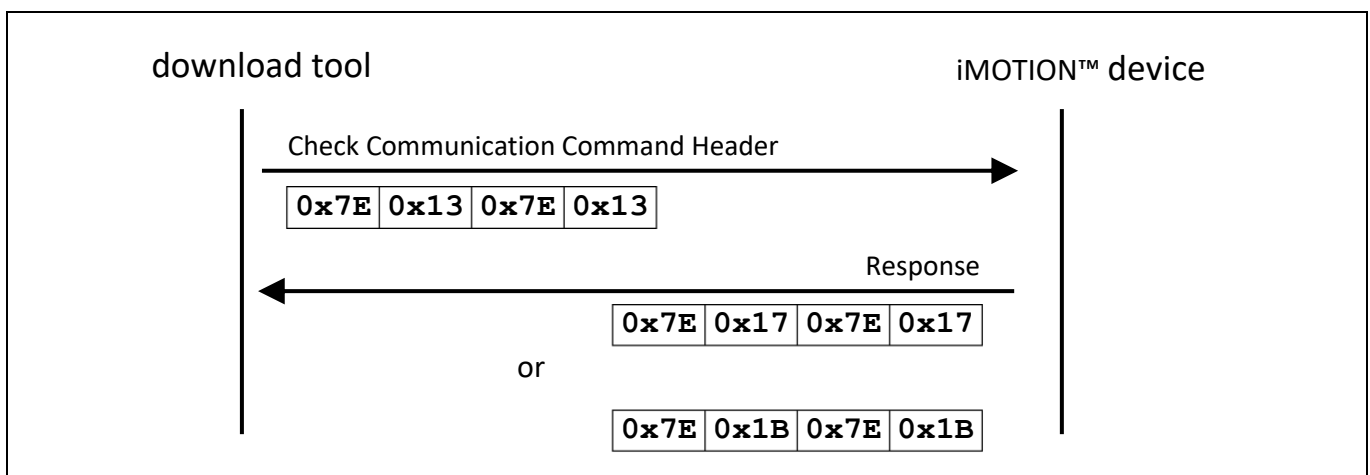 download tool iMOTION™ device
Check Communication Command Header
0x7E 0x13 0x7E 0x13
Response
0x7E 0x17 0x7E 0x17
or
0x7E 0x1B 0x7E 0x1B